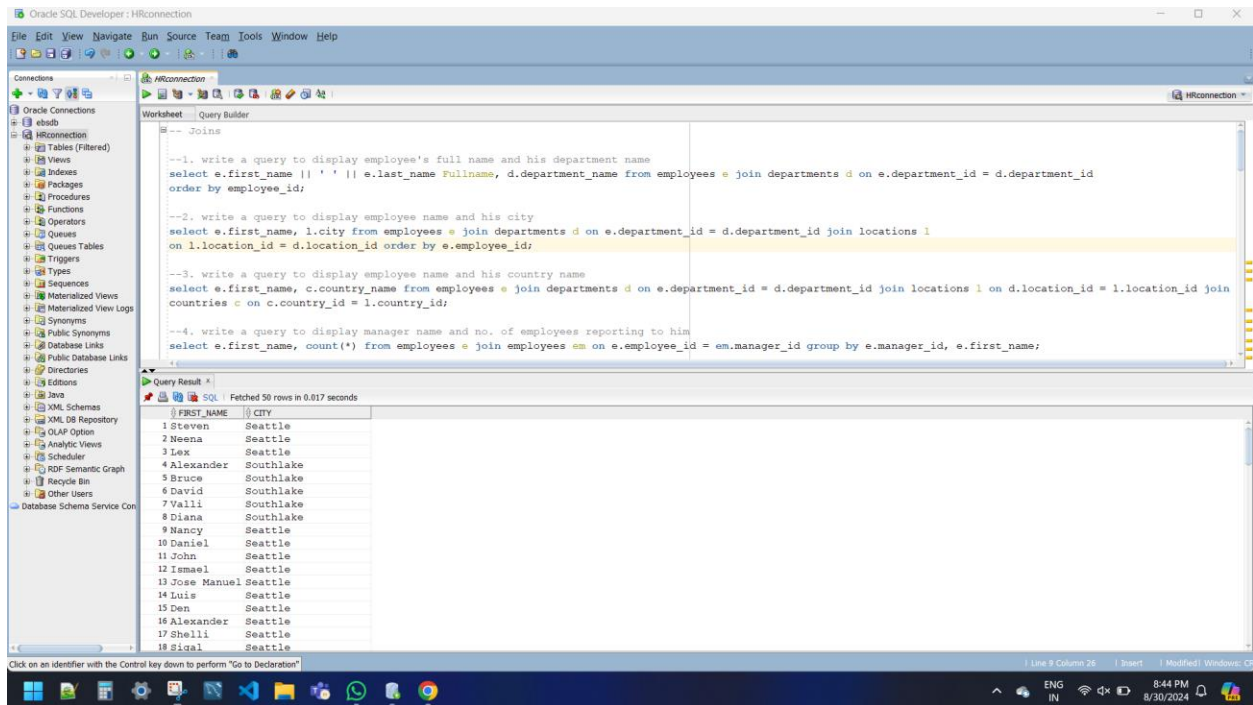 Oracle SQL Developer : HRconnection
File Edit View Navigate Run Source Team Tools Window Help
Connections
HRconnection
HRconnection
Oracle Connections
ebsdb
HRconnection
Tables (Filtered)
Views
Indexes
Packages
Procedures
Functions
Operators
Queues
Queues Tables
Triggers
Types
Sequences
Materialized Views
Materialized View Logs
Synonyms
Public Synonyms
Database Links
Public Database Links
Directories
Editions
Java
XML Schemas
XML DB Repository
OLAP Option
Analytic Views
Scheduler
RDF Semantic Graph
Recycle Bin
Other Users
Database Schema Service Con
Worksheet Query Builder
-- Joins
--1. write a query to display employee's full name and his department name
select e.first_name || ' ' || e.last_name Fullname, d.department_name from employees e join departments d on e.department_id = d.department_id
order by employee_id;
--2. write a query to display employee name and his city
select e.first_name, l.city from employees e join departments d on e.department_id = d.department_id join locations l
on l.location_id = d.location_id order by e.employee_id;
--3. write a query to display employee name and his country name
select e.first_name, c.country_name from employees e join departments d on e.department_id = d.department_id join locations l on d.location_id = l.location_id join
countries c on c.country_id = l.country_id;
--4. write a query to display manager name and no. of employees reporting to him
select e.first_name, count(*) from employees e join employees em on e.employee_id = em.manager_id group by e.manager_id, e.first_name;
Query Result
SQL | Fetched 50 rows in 0.017 seconds
FIRST_NAME CITY
1 Steven Seattle
2 Neena Seattle
3 Lex Seattle
4 Alexander Southlake
5 Bruce Southlake
6 David Southlake
7 Valli Southlake
8 Diana Southlake
9 Nancy Seattle
10 Daniel Seattle
11 John Seattle
12 Ismael Seattle
13 Jose Manuel Seattle
14 Luis Seattle
15 Den Seattle
16 Alexander Seattle
17 Shelli Seattle
18 Sigal Seattle
Click on an identifier with the Control key down to perform "Go to Declaration"
Line 9 Column 26 | Insert | Modified | Windows: CR
ENG
IN
8:44 PM
8/30/2024